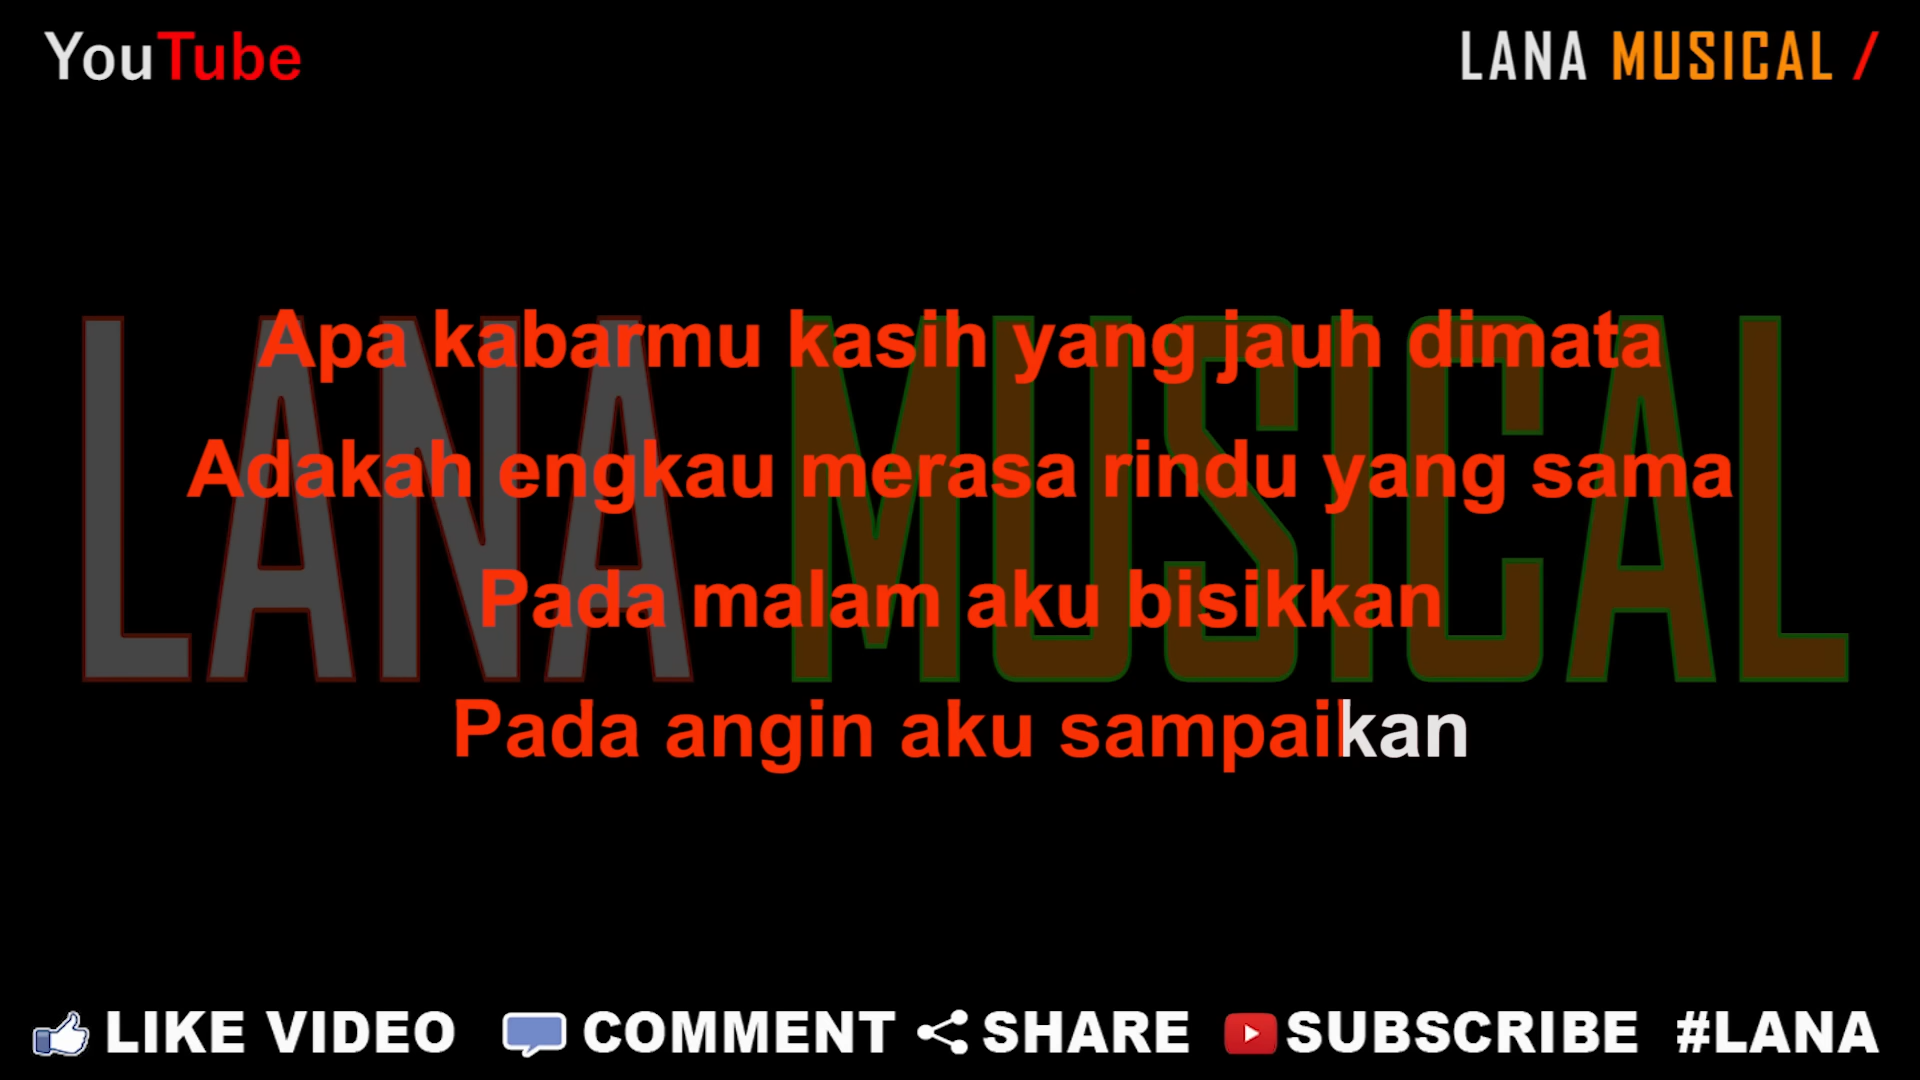 YouTube
LANA MUSICAL /
LANA MUSICAL
Apa kabarmu kasih yang jauh dimata
Adakah engkau merasa rindu yang sama
Pada malam aku bisikkan
Pada angin aku sampaikan
LIKE VIDEO COMMENT SHARE SUBSCRIBE #LANA